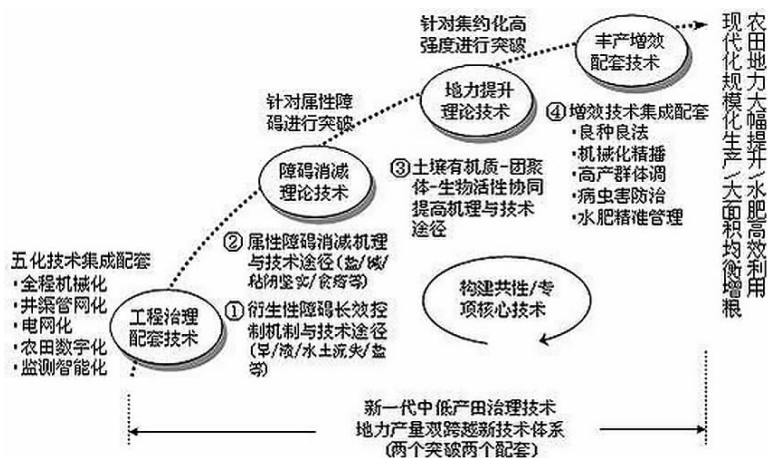 针对集约化高
强度进行突破
丰产增效
配套技术
针对属性障
碍进行突破
地力提升
理论技术
④增效技术集成配套
·良种良法
·机械化精播
·高产群体调
·病虫害防治
·水肥精准管理
障碍消减
理论技术
③土壤有机质-团聚
体-生物活性协同
提高机理与技术
途径
②属性障碍消减机理
与技术途径(盐/碱/
粘闭坚实/贪瘠等)
五化技术集成配套
·全程机械化
·井渠管网化
·电网化
·农田数字化
·监测智能化
工程治理
配套技术
①衍生性障碍长效控
制机制与技术途径
(旱/渍/水土流失/盐
等)
构建共性/专
项核心技术
农田地力大幅提升/水肥高效利用
现代化规模化生产/大面积均衡增粮
新一代中低产田治理技术
地力产量双跨越新技术体系
(两个突破两个配套)